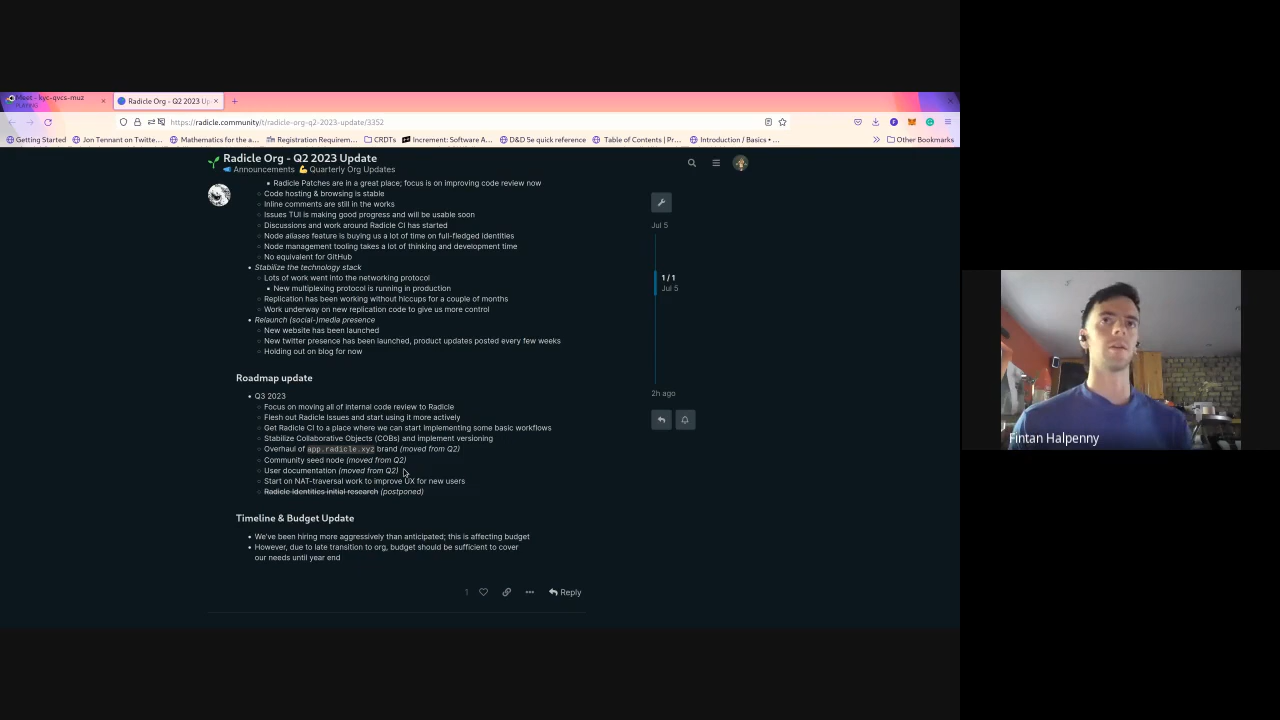 Meet - kyc-qvcs-muz
PLAYING
Radicle Org - Q2 2023 Up
https://radicle.community/t/radicle-org-q2-2023-update/3352
Getting Started
Jon Tennant on Twitte…
Mathematics for the a…
Registration Requirem…
CRDTs
Increment: Software A…
D&D 5e quick reference
Table of Contents | Pr…
Introduction / Basics • …
Other Bookmarks
Radicle Org - Q2 2023 Update
Announcements Quarterly Org Updates
Radicle Patches are in a great place; focus is on improving code review now
Code hosting & browsing is stable
Inline comments are still in the works
Issues TUI is making good progress and will be usable soon
Discussions and work around Radicle CI has started
Node aliases feature is buying us a lot of time on full-fledged identities
Node management tooling takes a lot of thinking and development time
No equivalent for GitHub
Stabilize the technology stack
Lots of work went into the networking protocol
New multiplexing protocol is running in production
Replication has been working without hiccups for a couple of months
Work underway on new replication code to give us more control
Relaunch (social-)media presence
New website has been launched
New twitter presence has been launched, product updates posted every few weeks
Holding out on blog for now
Roadmap update
Q3 2023
Focus on moving all of internal code review to Radicle
Flesh out Radicle Issues and start using it more actively
Get Radicle CI to a place where we can start implementing some basic workflows
Stabilize Collaborative Objects (COBs) and implement versioning
Overhaul of app.radicle.xyz brand (moved from Q2)
Community seed node (moved from Q2)
User documentation (moved from Q2)
Start on NAT-traversal work to improve UX for new users
Radicle Identities initial research (postponed)
Timeline & Budget Update
We've been hiring more aggressively than anticipated; this is affecting budget
However, due to late transition to org, budget should be sufficient to cover
our needs until year end
1
Reply
Jul 5
1 / 1
Jul 5
2h ago
Fintan Halpenny